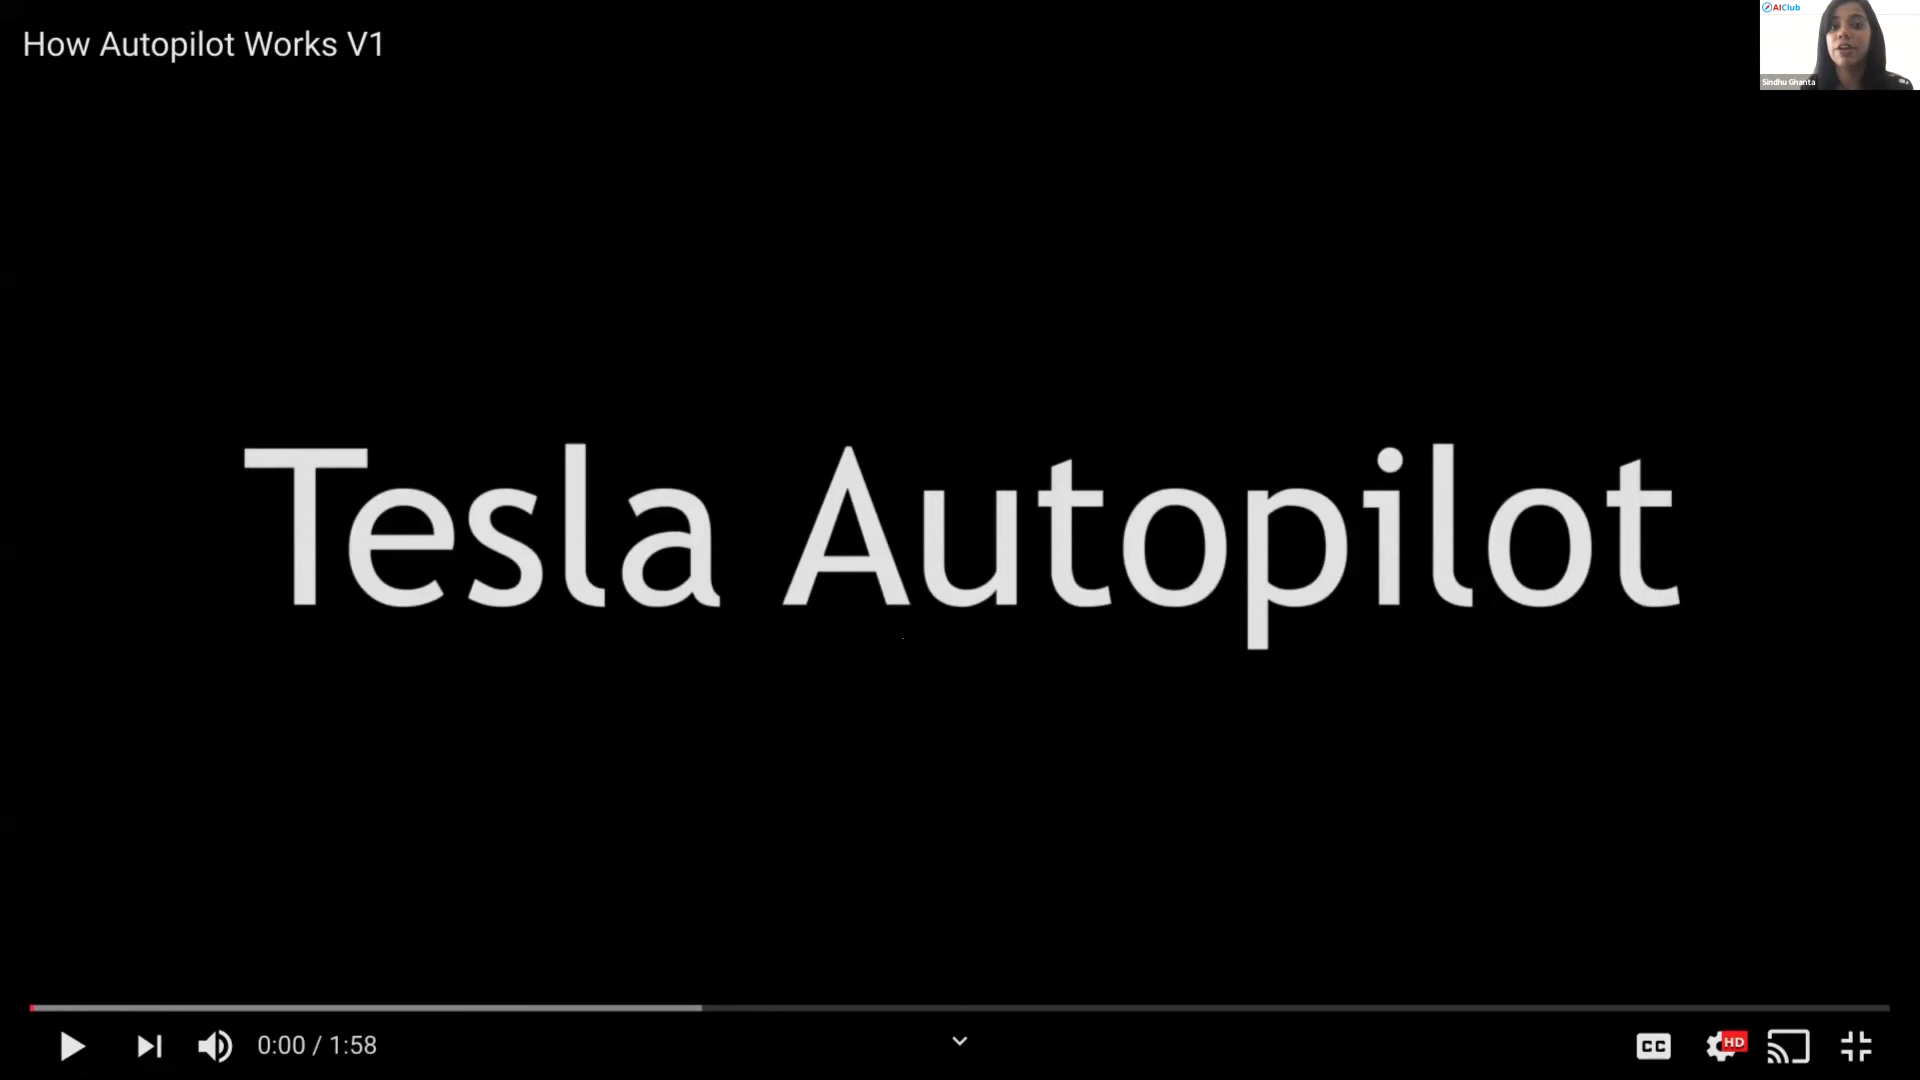 How Autopilot Works V1
AIClub
Sindhu Ghanta
Tesla Autopilot
0:00 / 1:58
CC
HD